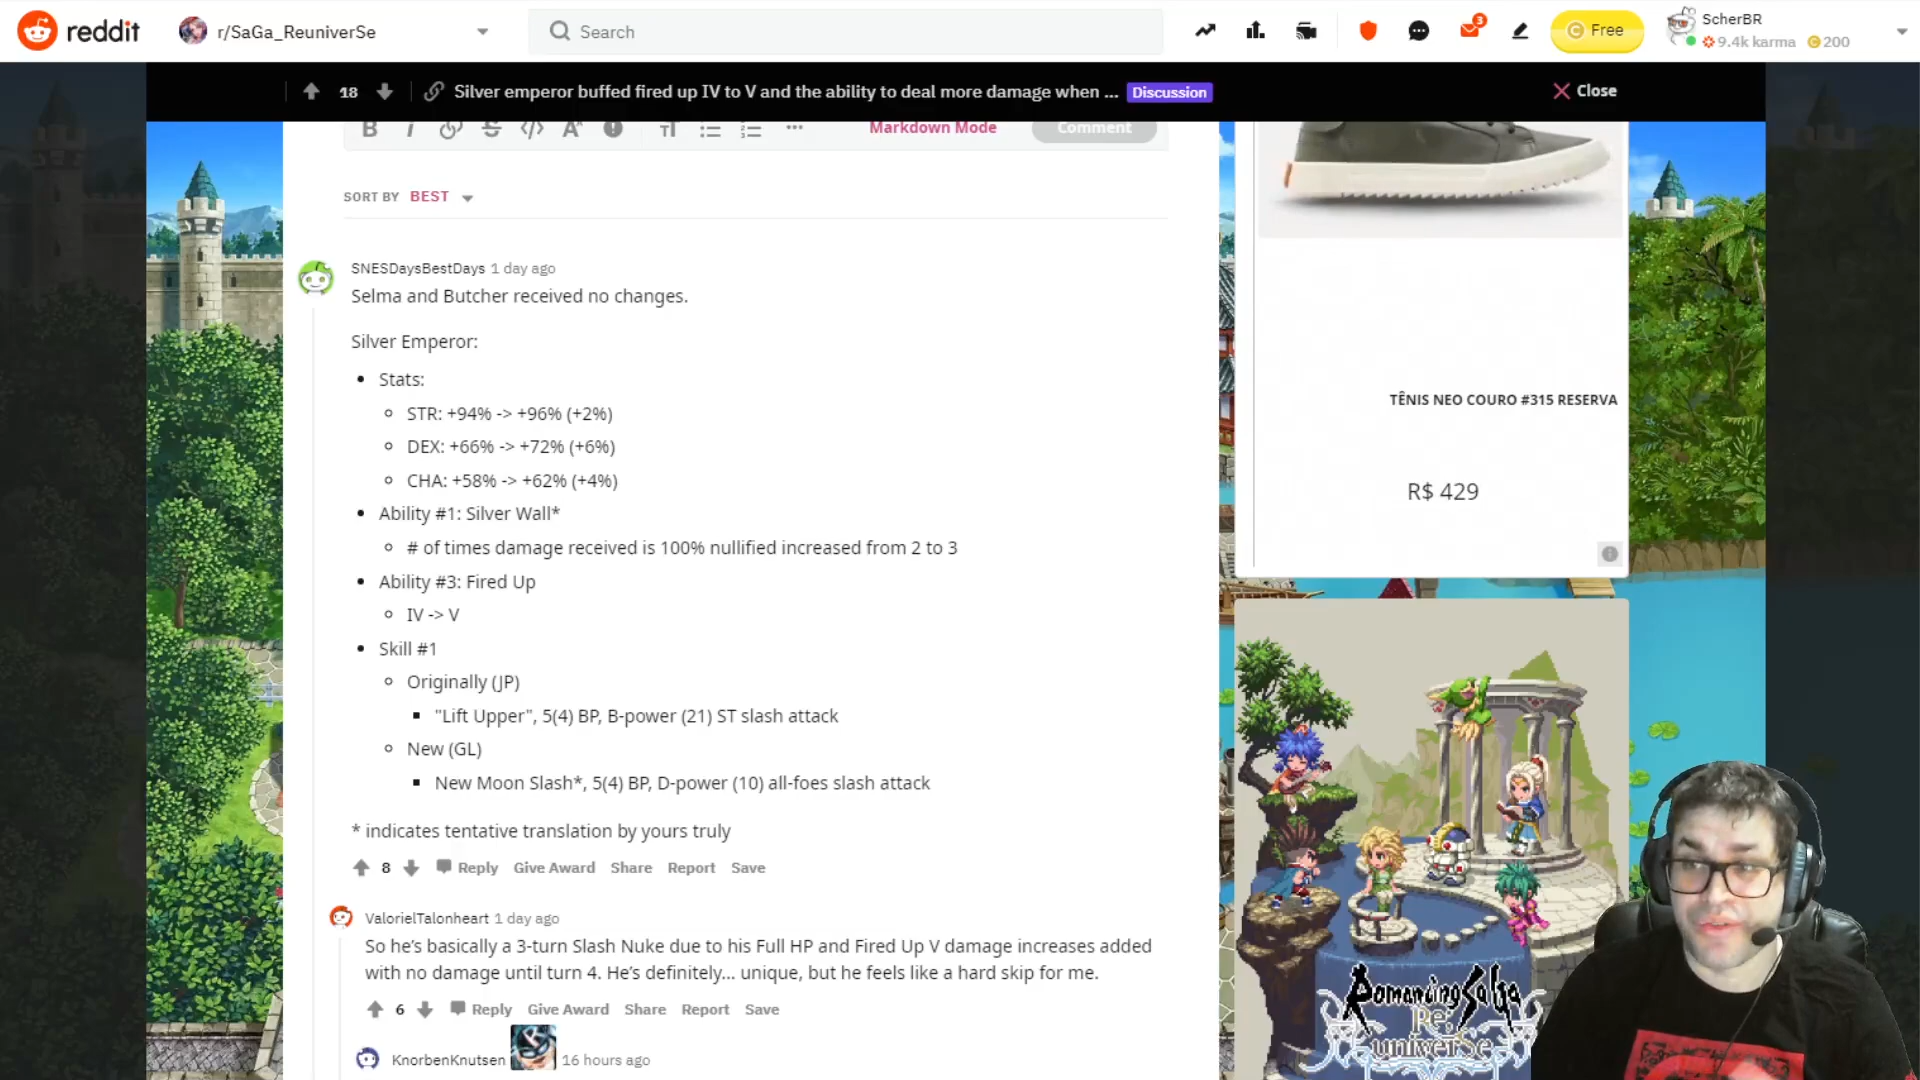 reddit
r/SaGa_ReuniverSe
Search
3
Free
ScherBR
9.4k karma
200
18
Silver emperor buffed fired up IV to V and the ability to deal more damage when ...
Discussion
Close
B
i
Markdown Mode
Comment
SORT BY BEST
SNESDaysBestDays 1 day ago
Selma and Butcher received no changes.
Silver Emperor:
Stats:
STR: +94% -> +96% (+2%)
DEX: +66% -> +72% (+6%)
CHA: +58% -> +62% (+4%)
Ability #1: Silver Wall*
# of times damage received is 100% nullified increased from 2 to 3
Ability #3: Fired Up
IV -> V
Skill #1
Originally (JP)
"Lift Upper", 5(4) BP, B-power (21) ST slash attack
New (GL)
New Moon Slash*, 5(4) BP, D-power (10) all-foes slash attack
* indicates tentative translation by yours truly
8 Reply Give Award Share Report Save
ValorielTalonheart 1 day ago
So he's basically a 3-turn Slash Nuke due to his Full HP and Fired Up V damage increases added
with no damage until turn 4. He's definitely... unique, but he feels like a hard skip for me.
6 Reply Give Award Share Report Save
KnorbenKnutsen 16 hours ago
TÊNIS NEO COURO #315 RESERVA
R$ 429
Romancing SaGa
Re;
univerSe